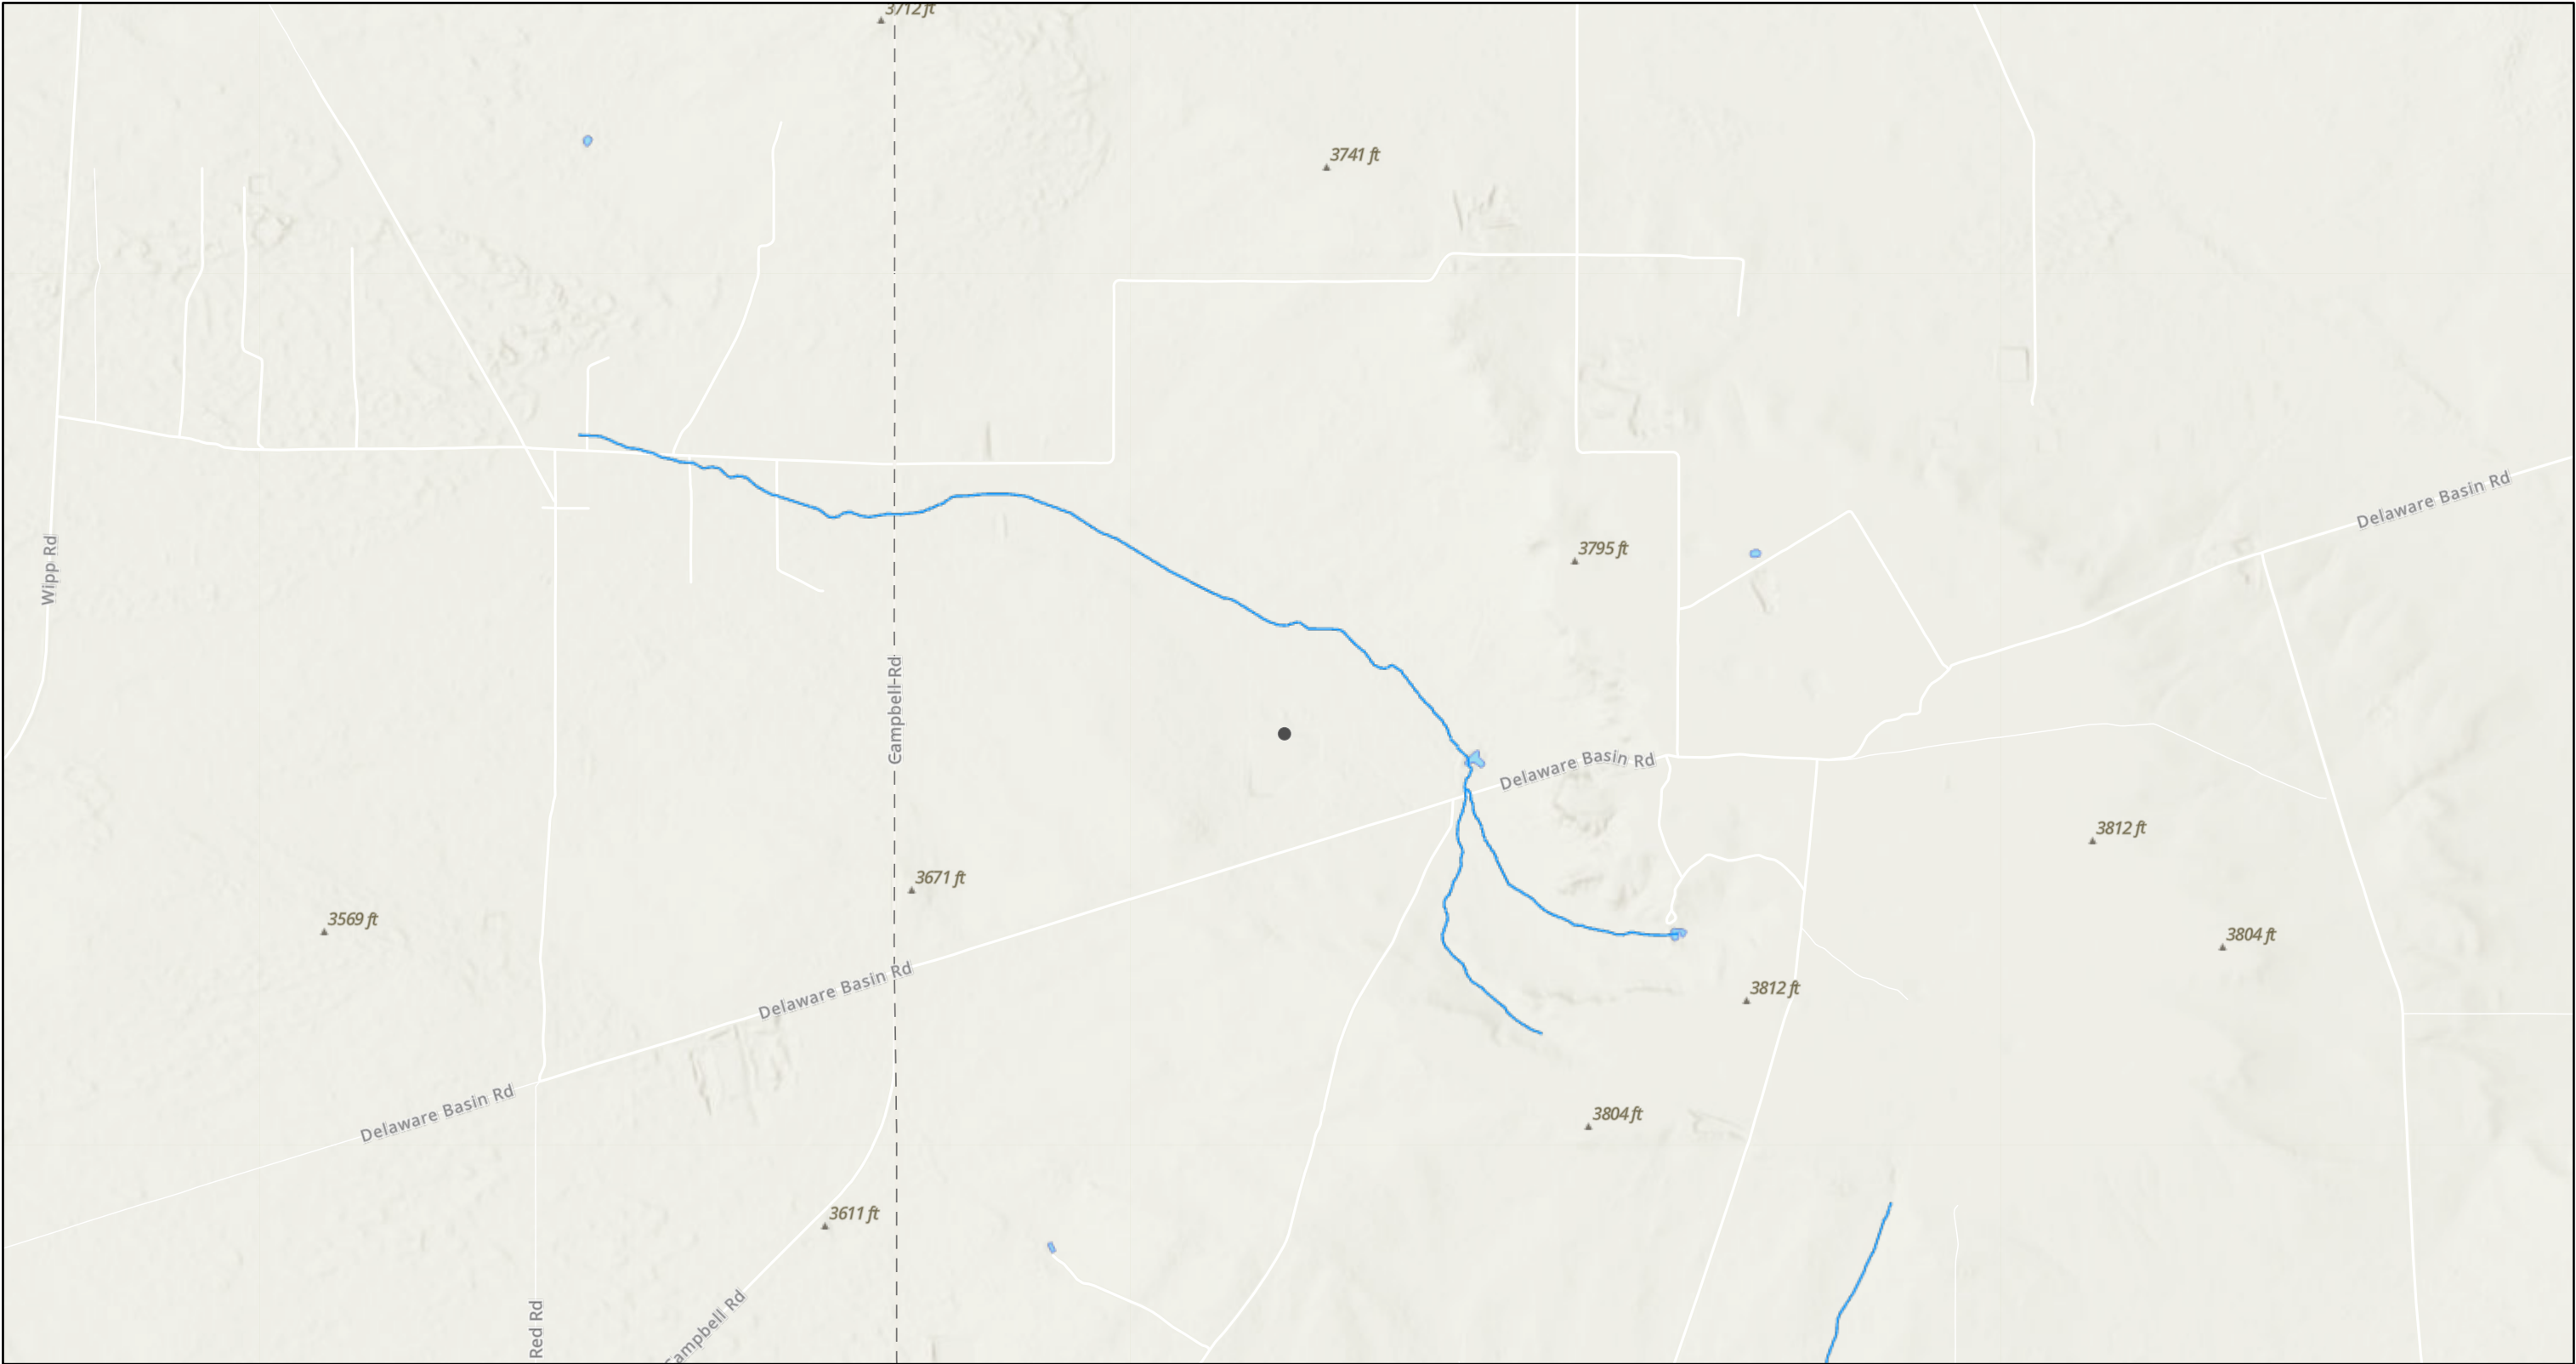 3712 ft
3741 ft
Delaware Basin Rd
Wipp Rd
3795 ft
Campbell Rd
Delaware Basin Rd
3812 ft
3671 ft
3569 ft
3804 ft
Delaware Basin Rd
3812 ft
Delaware Basin Rd
3804 ft
3611 ft
Red Rd
Campbell Rd